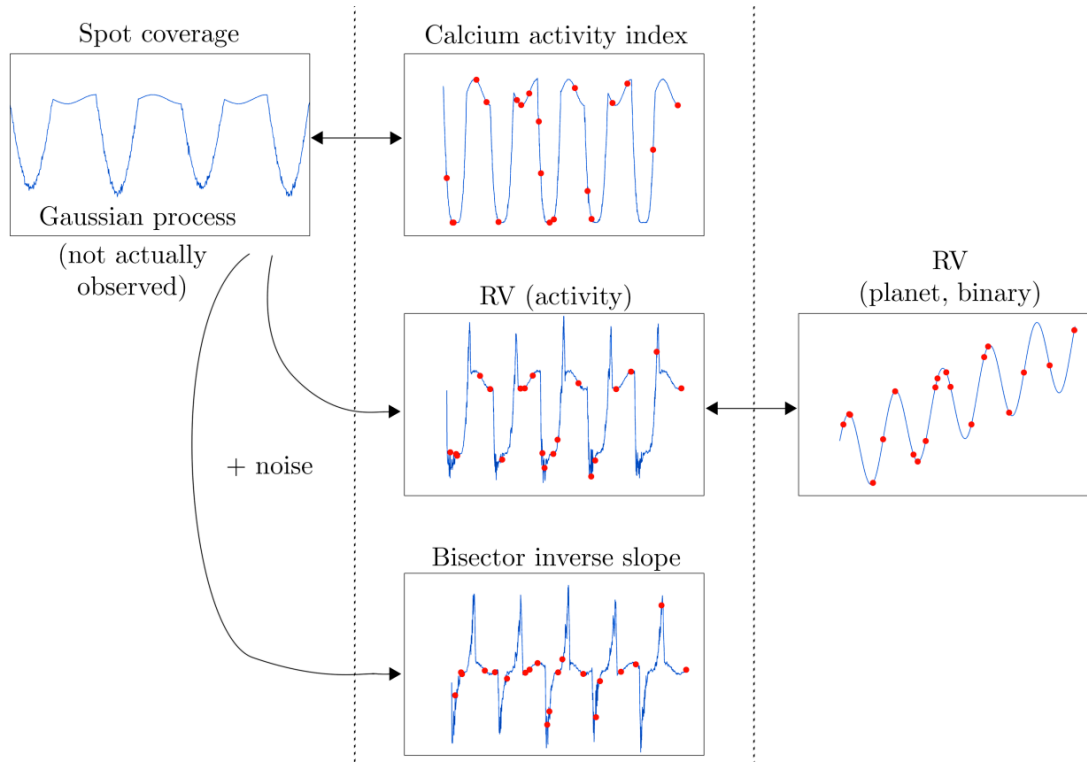 Spot coverage
Calcium activity index
Gaussian process
(not actually
observed)
RV (activity)
RV
(planet, binary)
+ noise
Bisector inverse slope